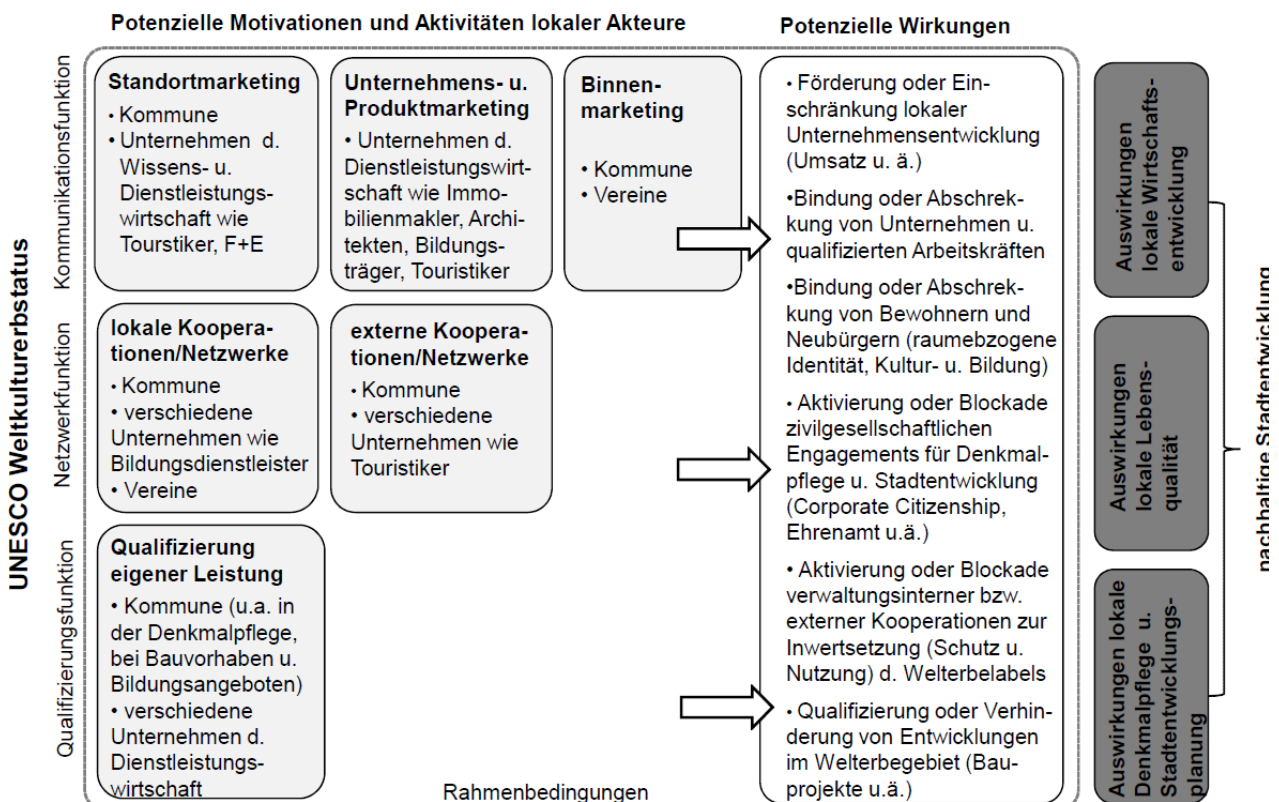 Potenzielle Motivationen und Aktivitäten lokaler Akteure
Potenzielle Wirkungen
UNESCO Weltkulturerbstatus
Kommunikationsfunktion
Standortmarketing
• Kommune
• Unternehmen d.
Wissens- u.
Dienstleistungs-
wirtschaft wie
Tourstiker, F+E
Unternehmens- u.
Produktmarketing
• Unternehmen d.
Dienstleistungswirt-
schaft wie Immo-
bilienmakler, Archi-
tekten, Bildungs-
träger, Touristiker
Binnen-
marketing
• Kommune
• Vereine
Netzwerkfunktion
lokale Koopera-
tionen/Netzwerke
• Kommune
• verschiedene
Unternehmen wie
Bildungsdienstleister
• Vereine
externe Koopera-
tionen/Netzwerke
• Kommune
• verschiedene
Unternehmen wie
Touristiker
Qualifizierungsfunktion
Qualifizierung
eigener Leistung
• Kommune (u.a. in
der Denkmalpflege,
bei Bauvorhaben u.
Bildungsangeboten)
• verschiedene
Unternehmen d.
Dienstleistungs-
wirtschaft
Rahmenbedingungen
• Förderung oder Ein-
schränkung lokaler
Unternehmensentwicklung
(Umsatz u. ä.)
•Bindung oder Abschrek-
kung von Unternehmen u.
qualifizierten Arbeitskräften
•Bindung oder Abschrek-
kung von Bewohnern und
Neubürgern (raumebzogene
Identität, Kultur- u. Bildung)
• Aktivierung oder Blockade
zivilgesellschaftlichen
Engagements für Denkmal-
pflege u. Stadtentwicklung
(Corporate Citizenship,
Ehrenamt u.ä.)
• Aktivierung oder Blockade
verwaltungsinterner bzw.
externer Kooperationen zur
Inwertsetzung (Schutz u.
Nutzung) d. Welterbelabels
• Qualifizierung oder Verhin-
derung von Entwicklungen
im Welterbegebiet (Bau-
projekte u.ä.)
Auswirkungen
lokale Wirtschafts-
entwicklung
Auswirkungen
lokale Lebens-
qualität
Auswirkungen lokale
Denkmalpflege u.
Stadtentwicklungs-
planung
nachhaltige Stadtentwicklung